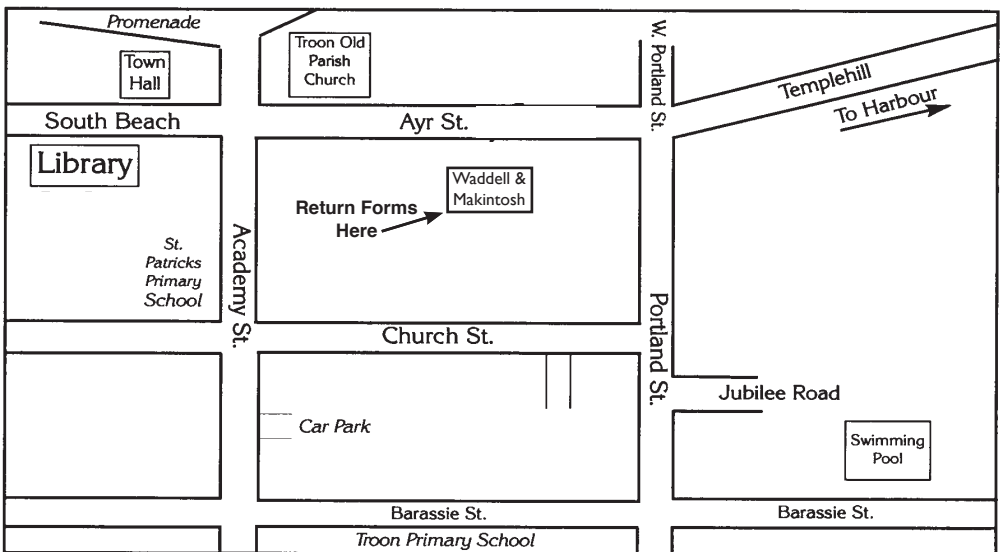 Promenade
Town
Hall
Troon Old
Parish
Church
W. Portland St.
Templehill
To Harbour
South Beach
Ayr St.
Library
Waddell &
Makintosh
Return Forms
Here
St.
Patricks
Primary
School
Academy St.
Church St.
Portland St.
Jubilee Road
Car Park
Swimming
Pool
Barassie St.
Barassie St.
Troon Primary School